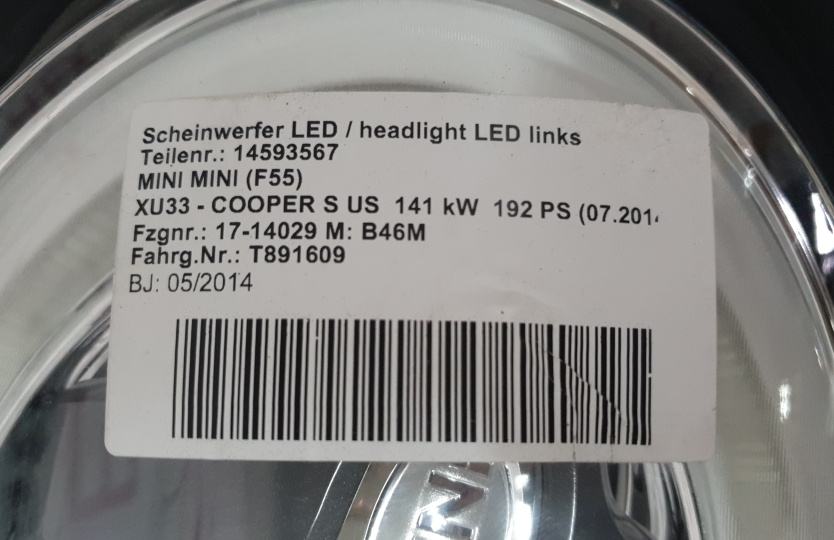 Scheinwerfer LED / headlight LED links
Teilenr.: 14593567
MINI MINI (F55)
XU33 - COOPER S US 141 kW 192 PS (07.201
Fzgnr.: 17-14029 M: B46M
Fahrg.Nr.: T891609
BJ: 05/2014